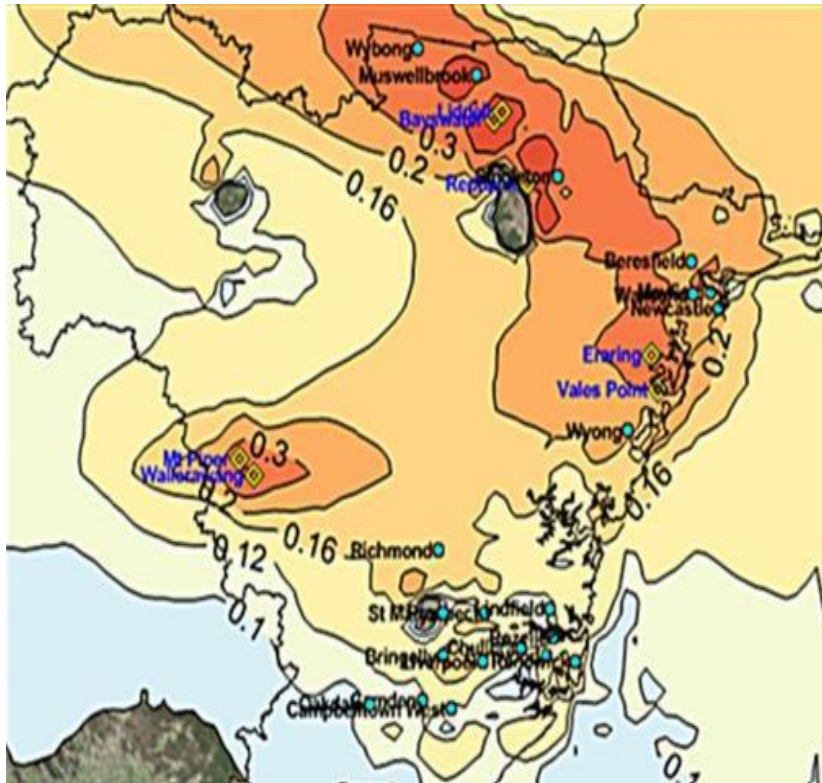 Wybong
Muswellbrook
Liddell
Bayswater
0.3
0.2
0.16
Singleton
Redbank
Beresfield
Newcastle
0.2
Eraring
Vales Point
Wyong
0.16
0.3
Mt Piper
Wallerawang
0.2
0.16
0.12
Richmond
0.1
Lindfield
Bringelly
Liverpool
Randwick
Oakdale
Camden
Campbelltown West
0.1